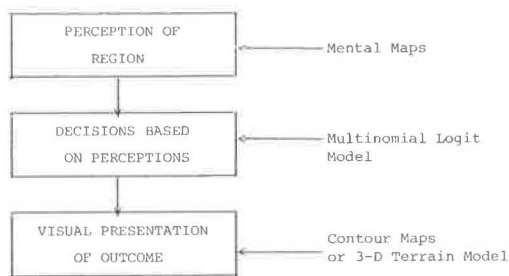 PERCEPTION OF
REGION
Mental Maps
DECISIONS BASED
ON PERCEPTIONS
Multinomial Logit
Model
VISUAL PRESENTATION
OF OUTCOME
Contour Maps
or 3-D Terrain Model